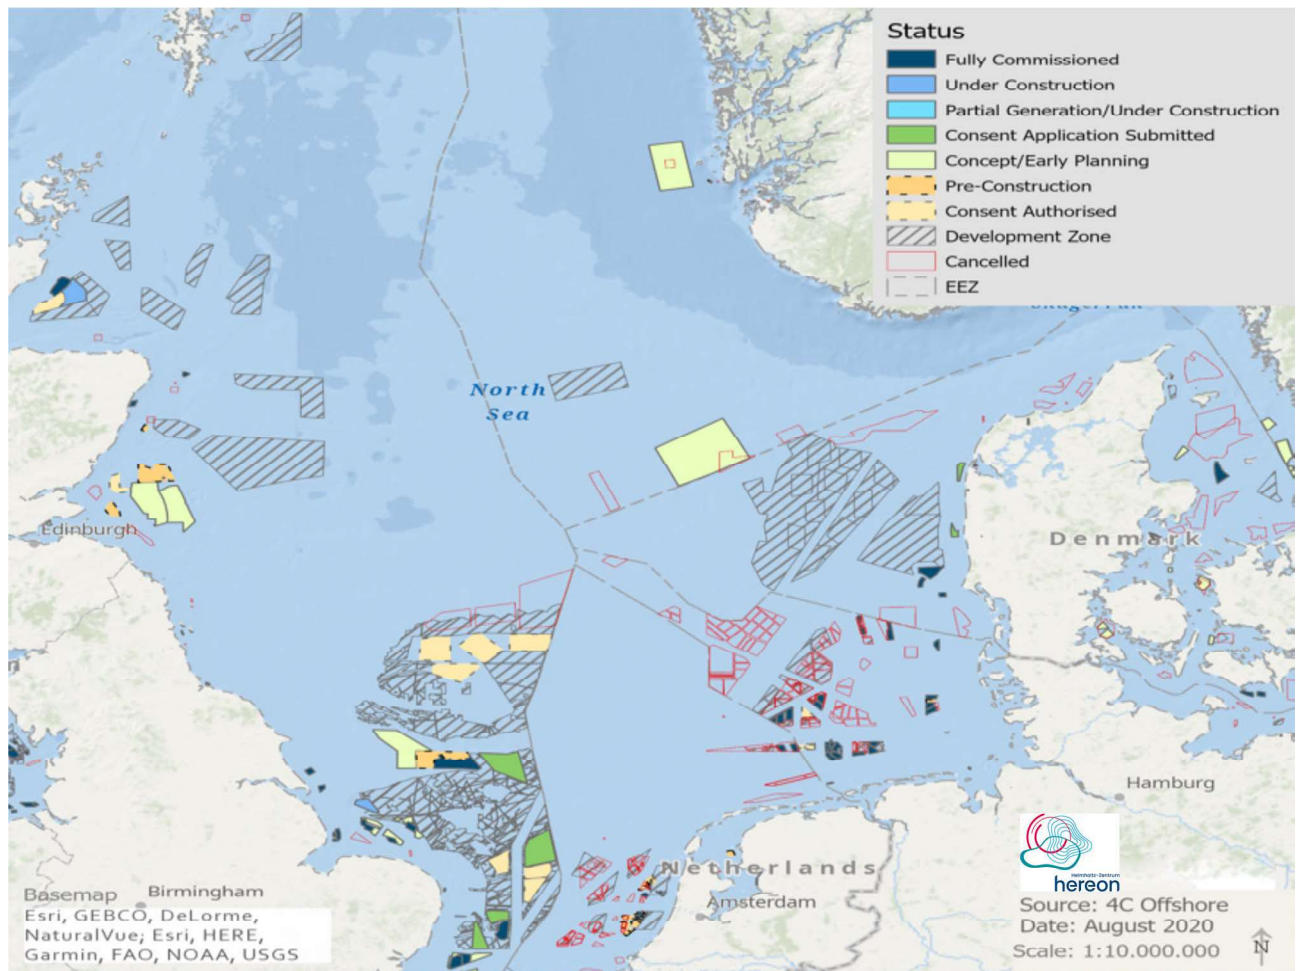 Status
Fully Commissioned
Under Construction
Partial Generation/Under Construction
Consent Application Submitted
Concept/Early Planning
Pre-Construction
Consent Authorised
Development Zone
Cancelled
EEZ
North
Sea
Edinburgh
Denmark
Hamburg
Netherlands
Amsterdam
Birmingham
Basemap
Esri, GEBCO, DeLorme,
NaturalVue; Esri, HERE,
Garmin, FAO, NOAA, USGS
Helmholtz-Zentrum
hereon
Source: 4C Offshore
Date: August 2020
Scale: 1:10.000.000
N